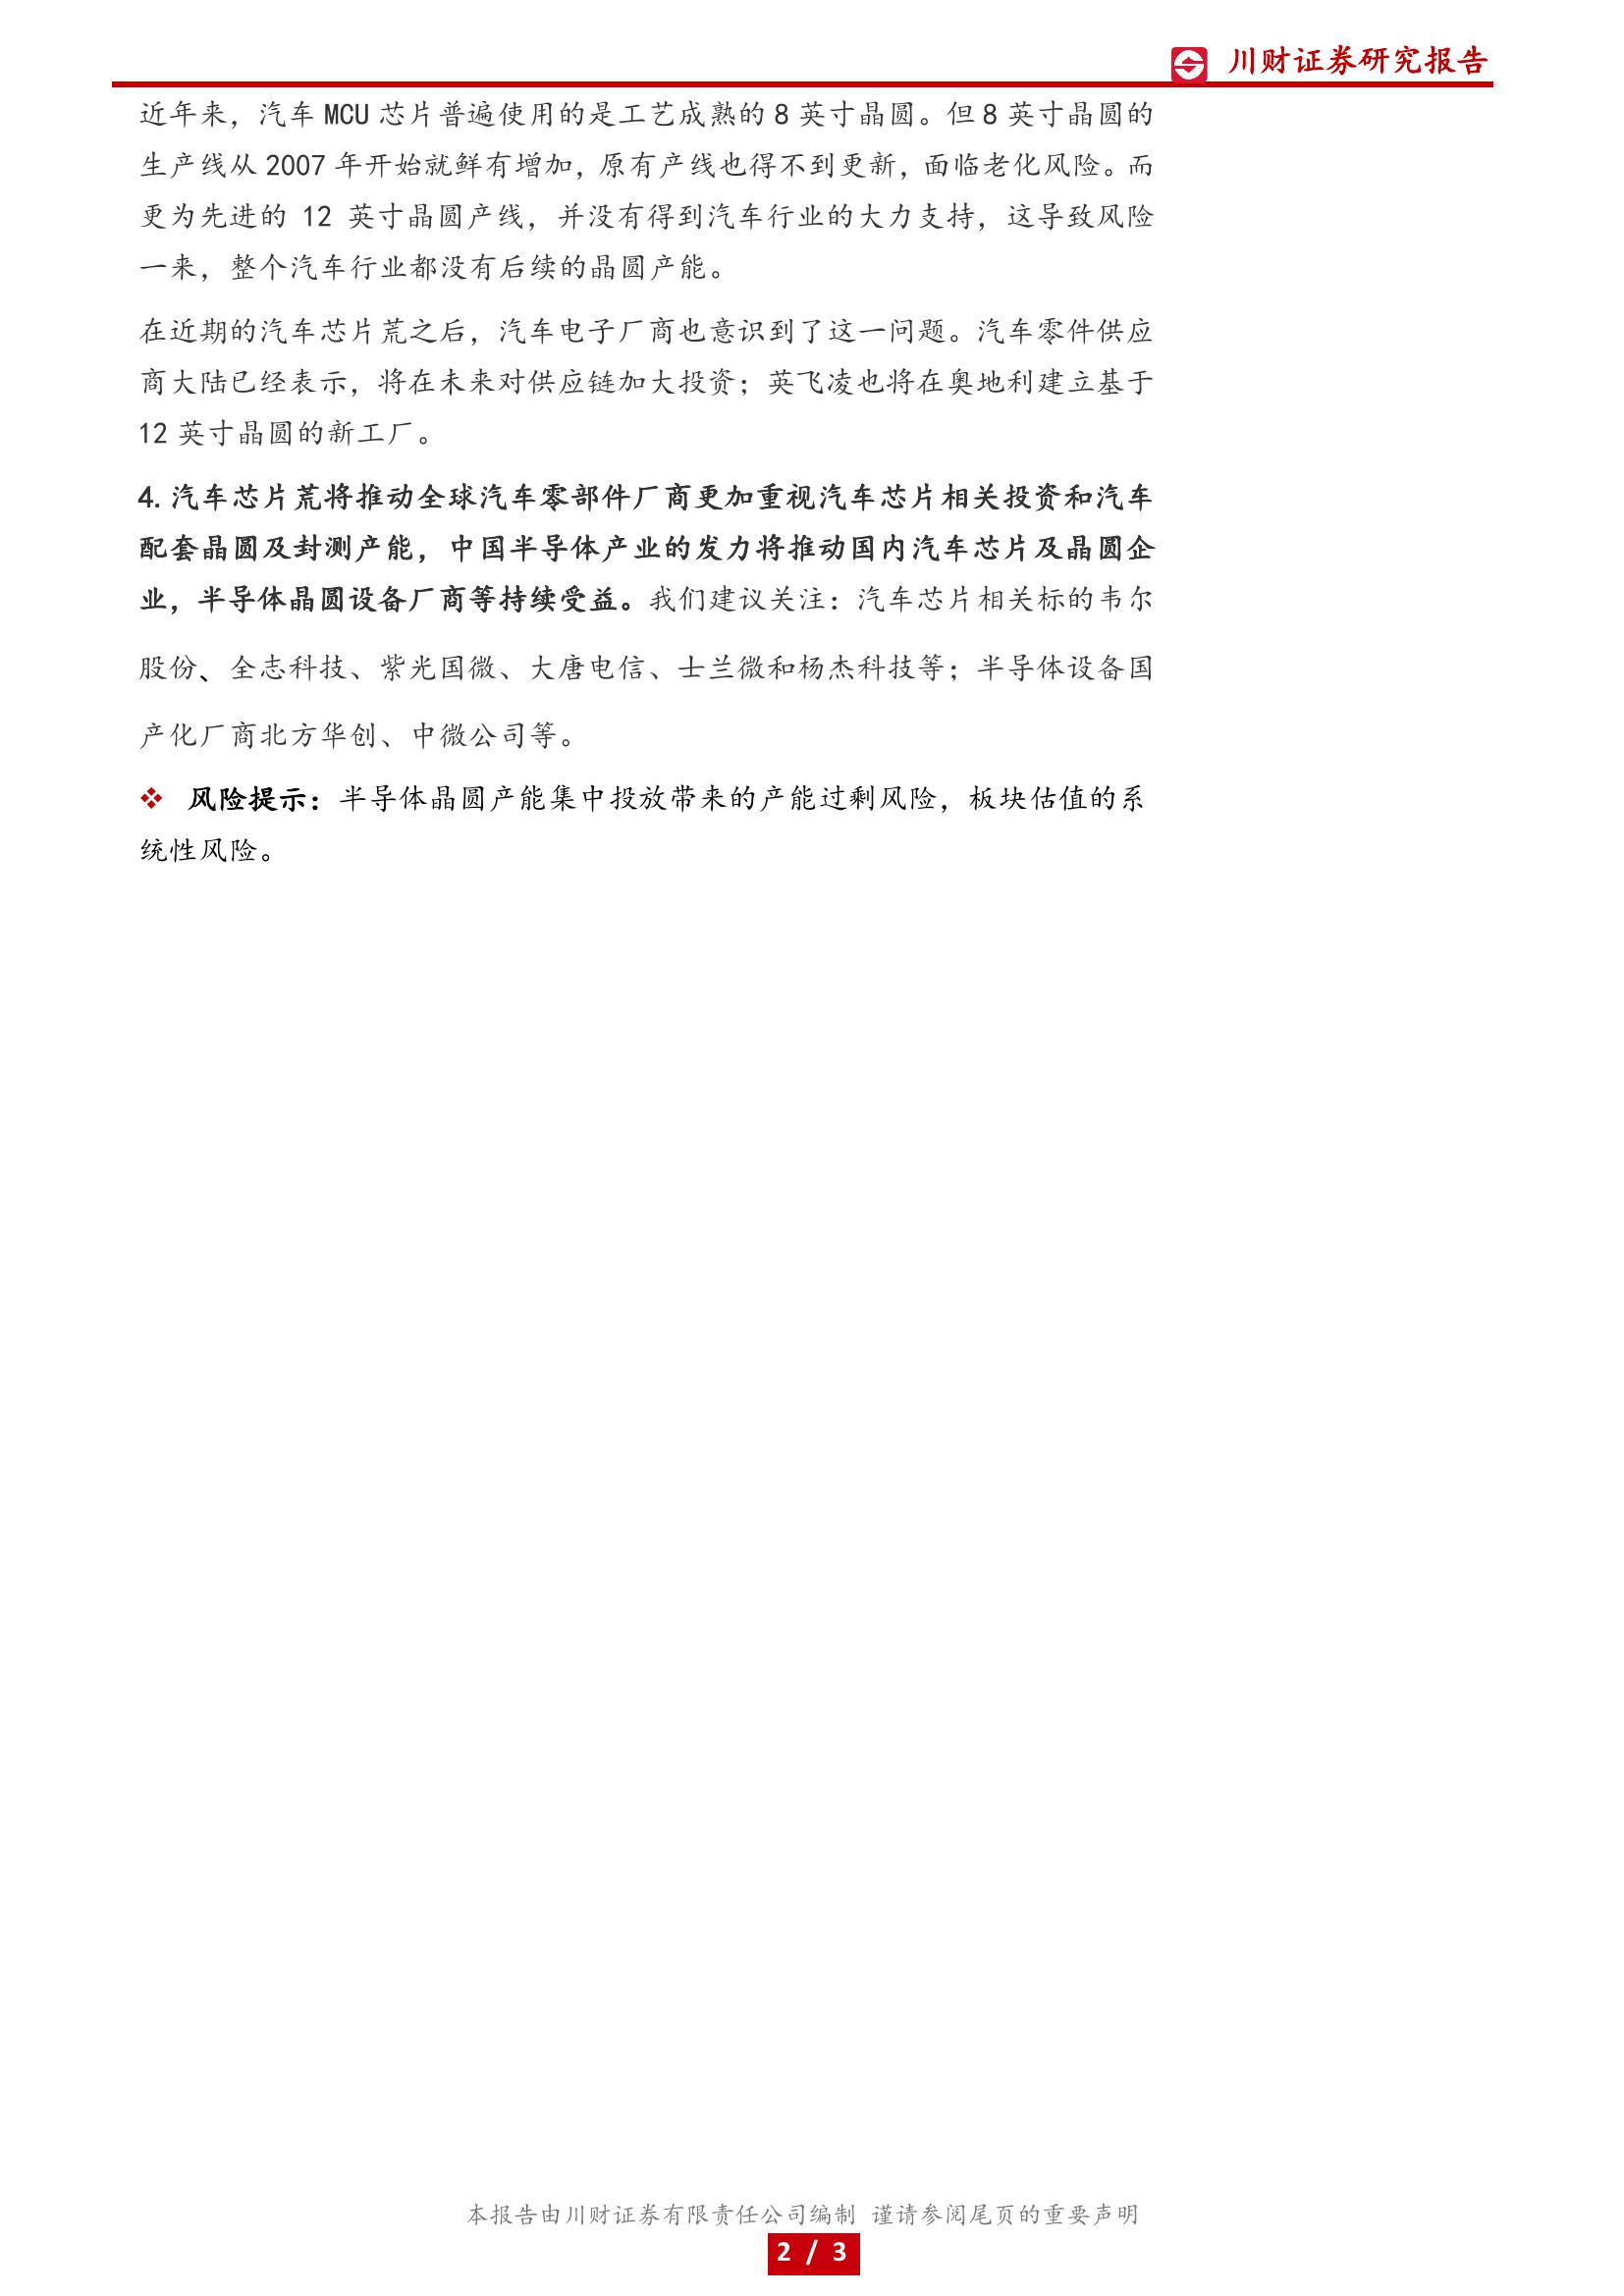 川财证券研究报告
近年来，汽车 MCU 芯片普遍使用的是工艺成熟的 8 英寸晶圆。但 8 英寸晶圆的
生产线从 2007 年开始就鲜有增加，原有产线也得不到更新，面临老化风险。而
更为先进的 12 英寸晶圆产线，并没有得到汽车行业的大力支持，这导致风险
一来，整个汽车行业都没有后续的晶圆产能。
在近期的汽车芯片荒之后，汽车电子厂商也意识到了这一问题。汽车零件供应
商大陆已经表示，将在未来对供应链加大投资；英飞凌也将在奥地利建立基于
12 英寸晶圆的新工厂。
4.汽车芯片荒将推动全球汽车零部件厂商更加重视汽车芯片相关投资和汽车
配套晶圆及封测产能，中国半导体产业的发力将推动国内汽车芯片及晶圆企
业，半导体晶圆设备厂商等持续受益。我们建议关注：汽车芯片相关标的韦尔
股份、全志科技、紫光国微、大唐电信、士兰微和杨杰科技等；半导体设备国
产化厂商北方华创、中微公司等。
❖ 风险提示：半导体晶圆产能集中投放带来的产能过剩风险，板块估值的系
统性风险。
本报告由川财证券有限责任公司编制 谨请参阅尾页的重要声明
2 / 3